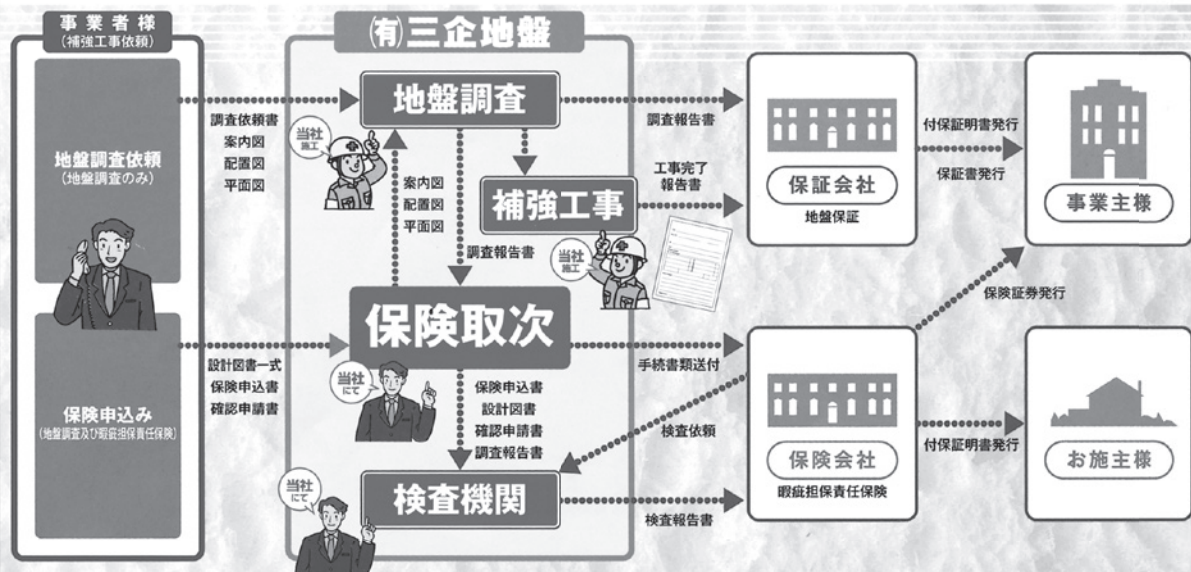 事業者様
(補強工事依頼)
地盤調査依頼
(地盤調査のみ)
保険申込み
(地盤調査及び瑕疵担保責任保険)
調査依頼書
案内図
配置図
平面図
設計図書一式
保険申込書
確認申請書
(有)三企地盤
地盤調査
当社
施工
案内図
配置図
平面図
調査報告書
補強工事
当社
施工
保険取次
当社
にて
保険申込書
設計図書
確認申請書
調査報告書
検査機関
当社
にて
調査報告書
工事完了
報告書
手続書類送付
検査依頼
検査報告書
保証会社
地盤保証
保険会社
瑕疵担保責任保険
付保証明書発行
保証書発行
保険証券発行
付保証明書発行
事業主様
お施主様